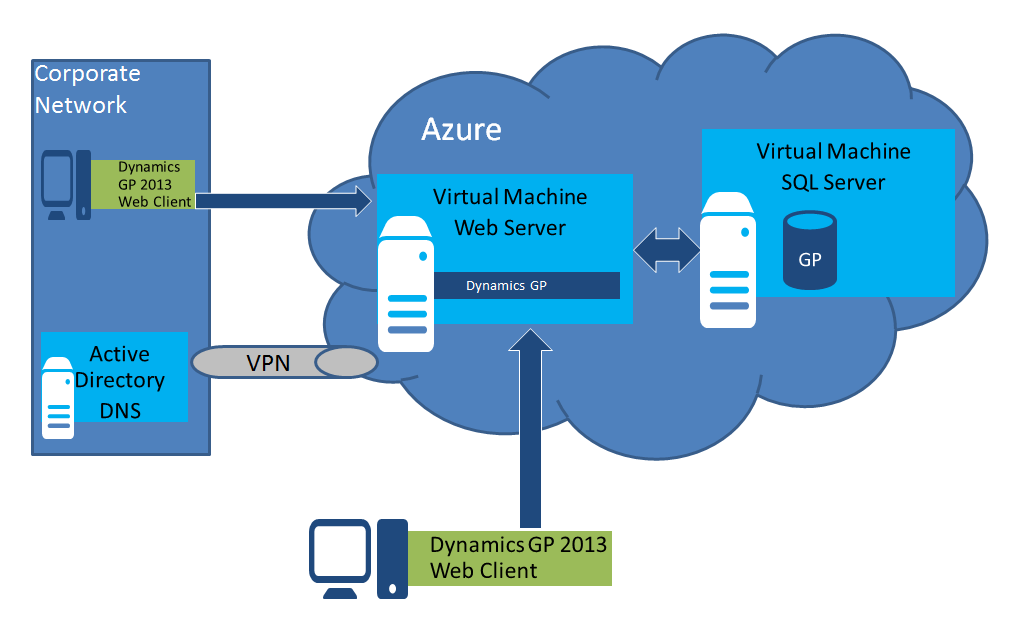 Corporate
Network
Dynamics
GP 2013
Web Client
Active
Directory
DNS
VPN
Azure
Virtual Machine
Web Server
Dynamics GP
Virtual Machine
SQL Server
GP
Dynamics GP 2013
Web Client